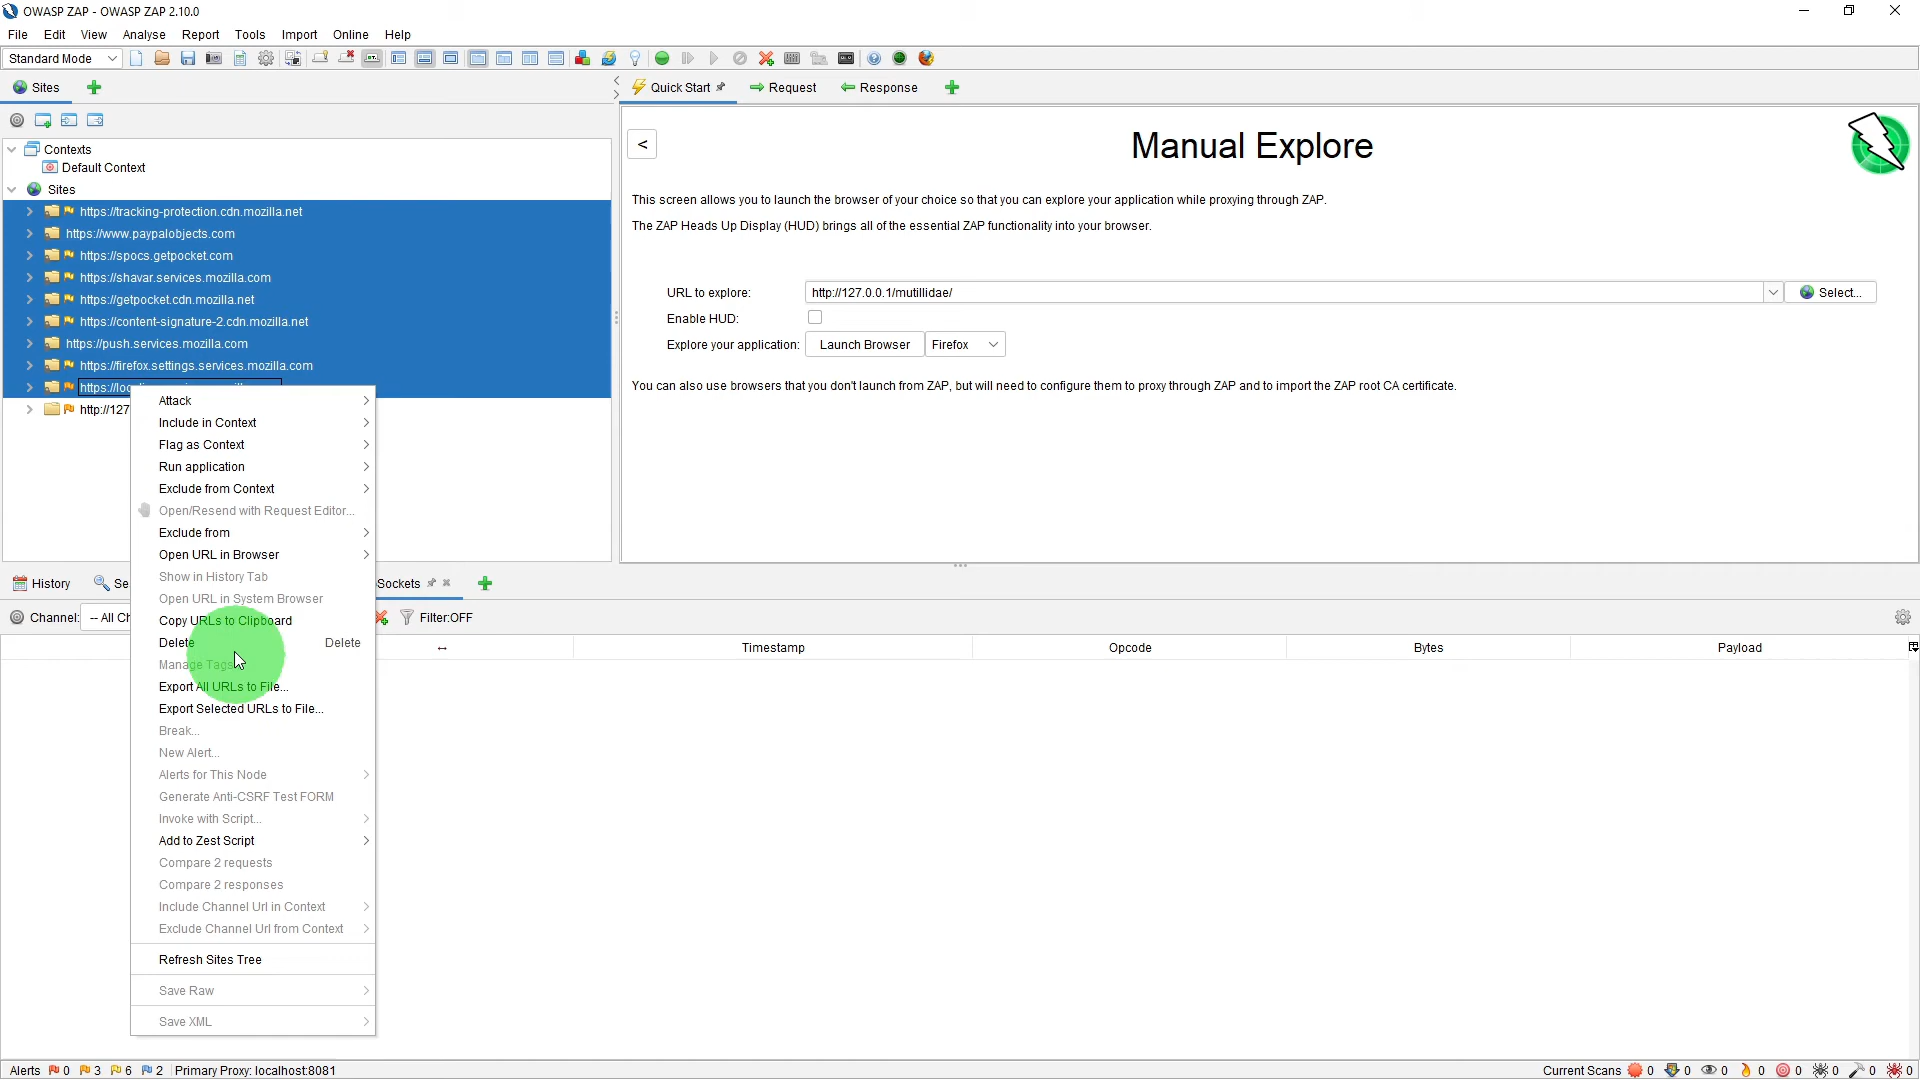 OWASP ZAP - OWASP ZAP 2.10.0
File Edit View Analyse Report Tools Import Online Help
Standard Mode
Sites
Quick Start Request Response
<
Manual Explore
Contexts
Default Context
Sites
https://tracking-protection.cdn.mozilla.net
https://www.paypalobjects.com
https://spocs.getpocket.com
https://shavar.services.mozilla.com
https://getpocket.cdn.mozilla.net
https://content-signature-2.cdn.mozilla.net
https://push.services.mozilla.com
https://firefox.settings.services.mozilla.com
http://127
This screen allows you to launch the browser of your choice so that you can explore your application while proxying through ZAP.
The ZAP Heads Up Display (HUD) brings all of the essential ZAP functionality into your browser.
URL to explore: http://127.0.0.1/mutillidae/ Select...
Enable HUD:
Explore your application: Launch Browser Firefox
You can also use browsers that you don't launch from ZAP, but will need to configure them to proxy through ZAP and to import the ZAP root CA certificate.
Attack
Include in Context
Flag as Context
Run application
Exclude from Context
Open/Resend with Request Editor...
Exclude from
Open URL in Browser
Show in History Tab
Open URL in System Browser
Copy URLs to Clipboard
Delete Delete
Manage Tags
Export All URLs to File...
Export Selected URLs to File...
Break...
New Alert...
Alerts for This Node
Generate Anti-CSRF Test FORM
Invoke with Script...
Add to Zest Script
Compare 2 requests
Compare 2 responses
Include Channel Url in Context
Exclude Channel Url from Context
Refresh Sites Tree
Save Raw
Save XML
History Se Sockets
Channel: -- All Ch Filter:OFF
Timestamp Opcode Bytes Payload
Alerts 0 3 6 2 Primary Proxy: localhost:8081
Current Scans 0 0 0 0 0 0 0 0